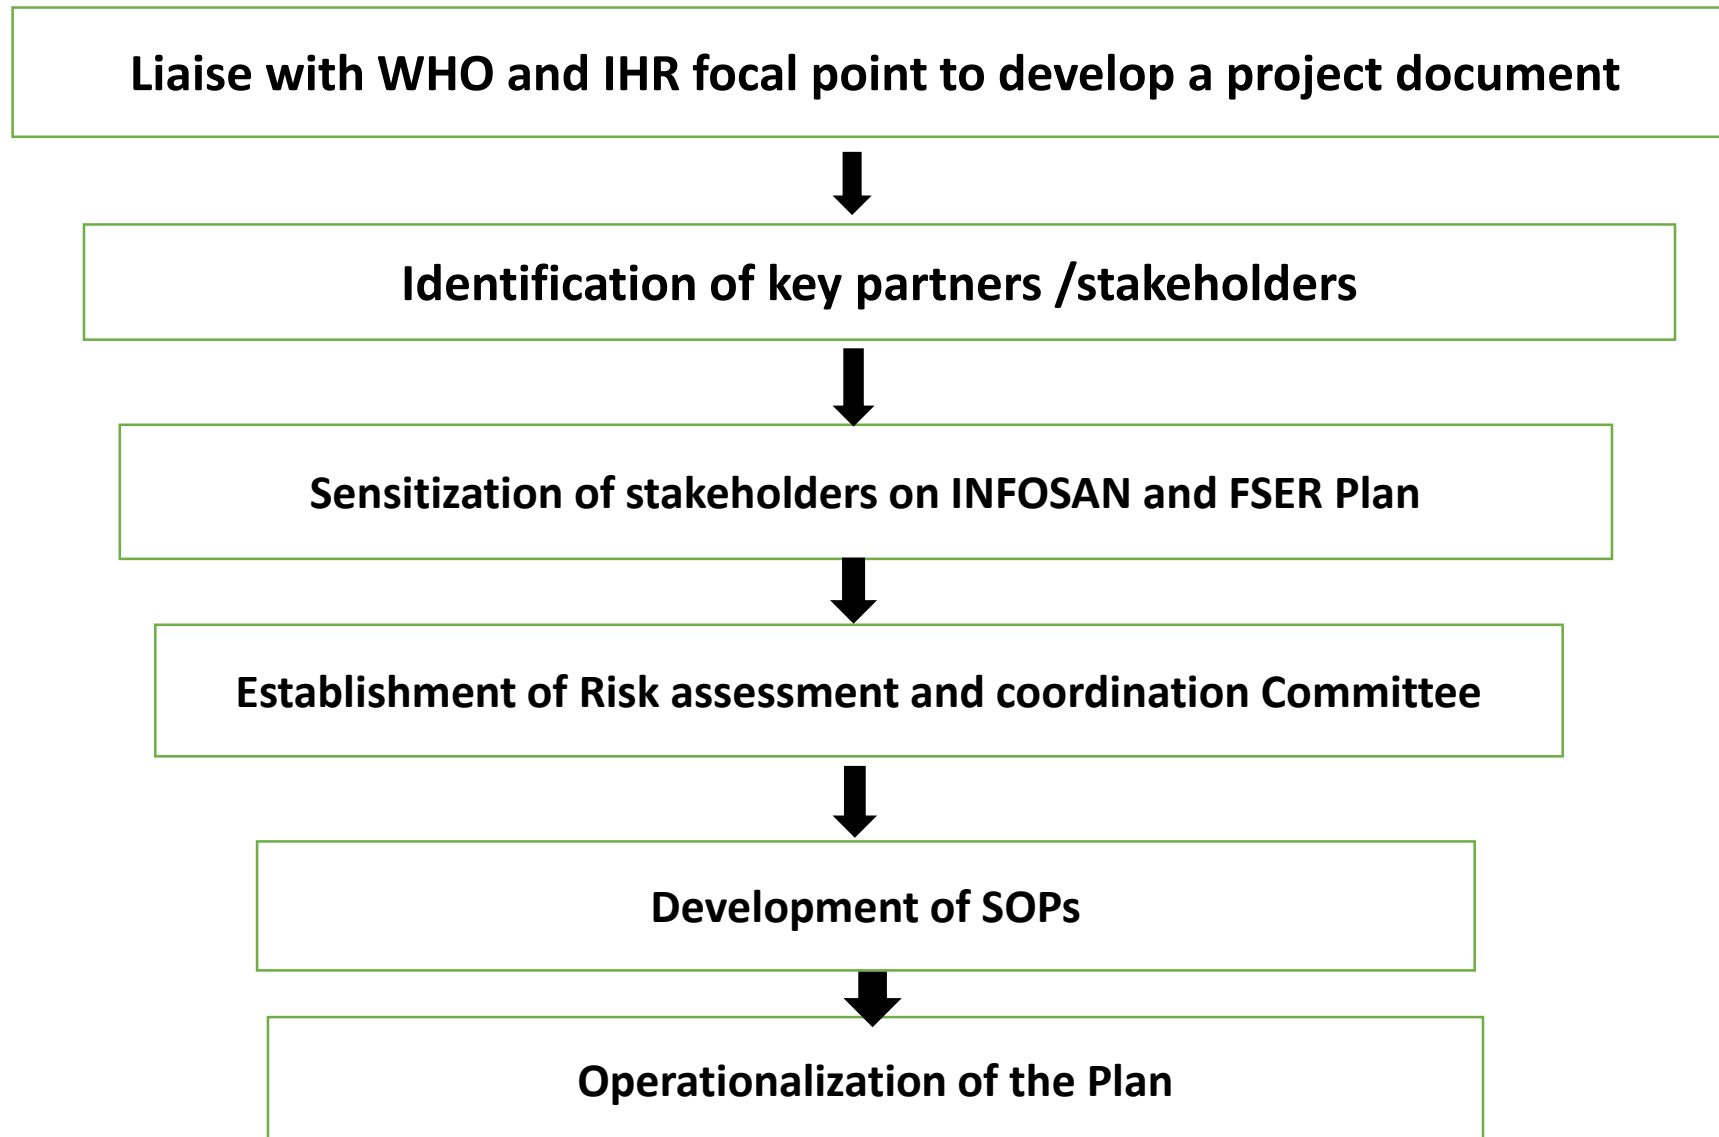 Liaise with WHO and IHR focal point to develop a project document
Identification of key partners /stakeholders
Sensitization of stakeholders on INFOSAN and FSER Plan
Establishment of Risk assessment and coordination Committee
Development of SOPs
Operationalization of the Plan